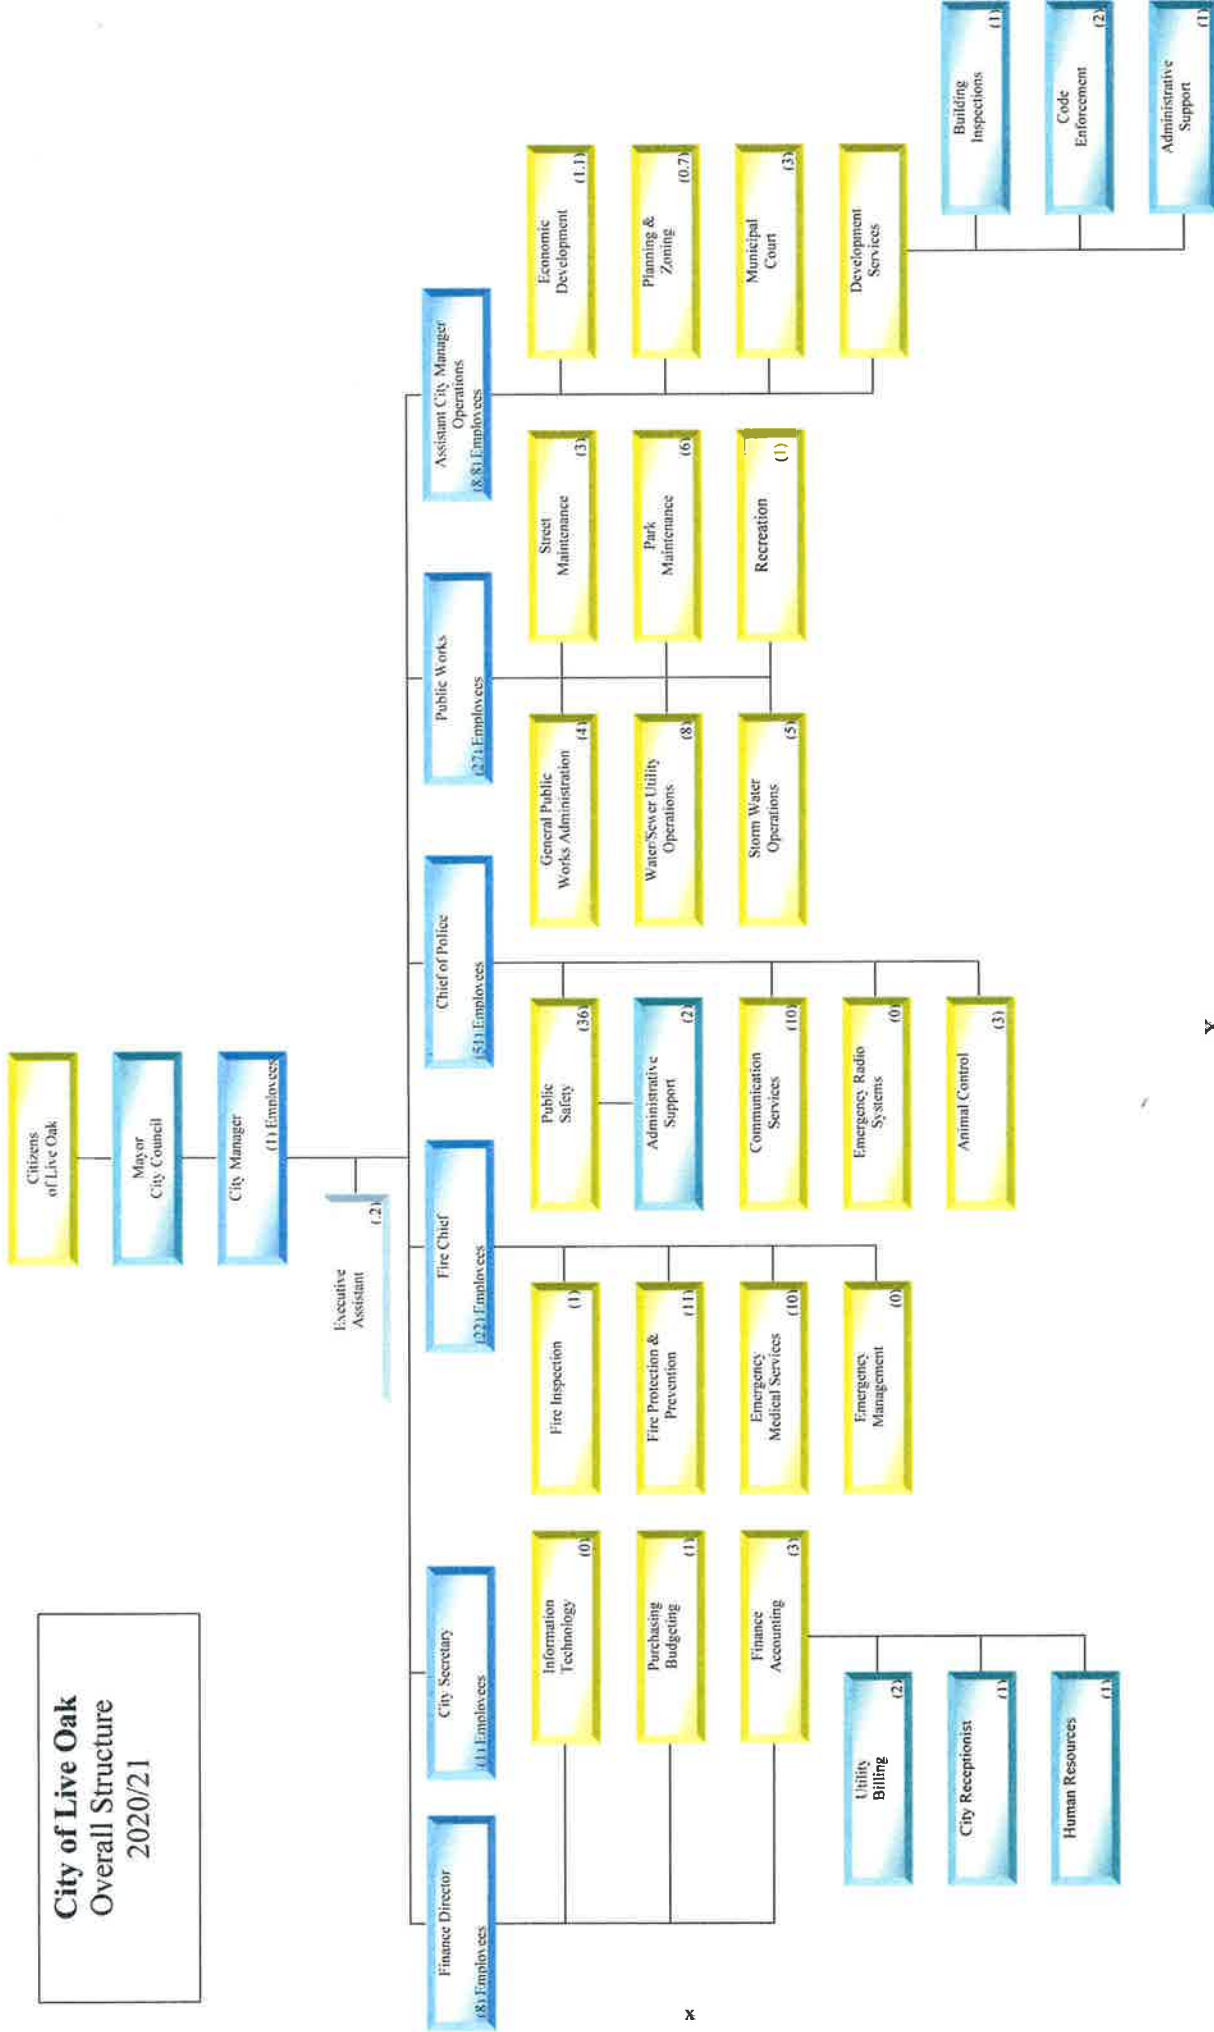 City of Live Oak
Overall Structure
2020/21
Citizens
of Live Oak
Mayor
City Council
City Manager
(1) Employees
Executive
Assistant
(.2)
Finance Director
(8) Employees
City Secretary
(1) Employees
Fire Chief
(22) Employees
Chief of Police
(51) Employees
Public Works
(27) Employees
Assistant City Manager
Operations
(8.8) Employees
Information
Technology
(0)
Purchasing
Budgeting
(1)
Finance
Accounting
(3)
Utility
Billing
(2)
City Receptionist
(1)
Human Resources
(1)
Fire Inspection
(1)
Fire Protection &
Prevention
(11)
Emergency
Medical Services
(10)
Emergency
Management
(0)
Public
Safety
(36)
Administrative
Support
(2)
Communication
Services
(10)
Emergency Radio
Systems
(0)
Animal Control
(3)
General Public
Works Administration
(4)
Water/Sewer Utility
Operations
(8)
Storm Water
Operations
(5)
Street
Maintenance
(3)
Park
Maintenance
(6)
Recreation
(1)
Economic
Development
(1.1)
Planning &
Zoning
(0.7)
Municipal
Court
(3)
Development
Services
Building
Inspections
(1)
Code
Enforcement
(2)
Administrative
Support
(1)
x
Y